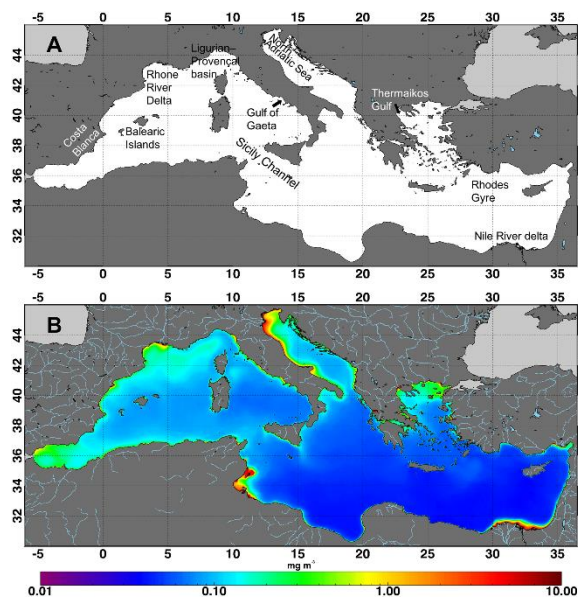 -5 0 5 10 15 20 25 30 35
A
44
42
40
38
36
34
32
Ligurian-
Provençal
basin
North
Adriatic Sea
Rhone
River
Delta
Thermaikos
Gulf
Gulf of
Gaeta
Costa
Blanca
Balearic
Islands
Sicily Channel
Rhodes
Gyre
Nile River delta
-5 0 5 10 15 20 25 30 35
B
44
42
40
38
36
34
32
-5 0 5 10 15 20 25 30 35
mg m
0.01 0.10 1.00 10.00